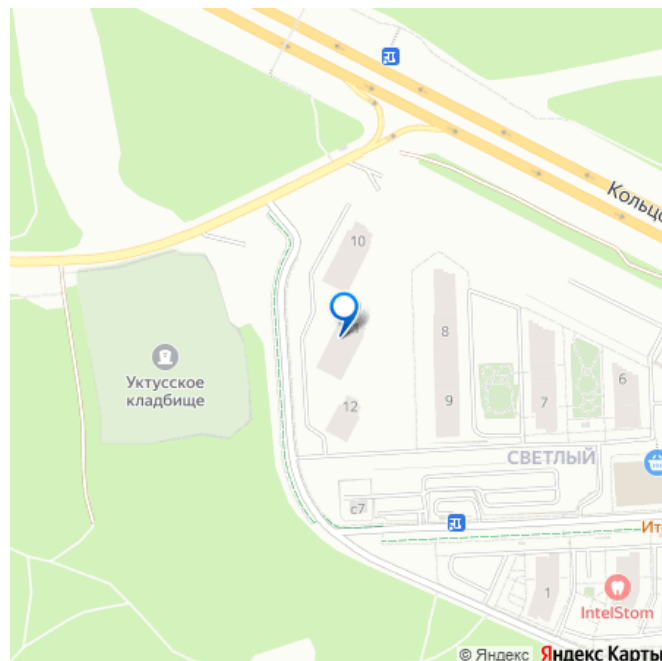 Кольцо
10
8
Уктусское
кладбище
6
12
9
7
СВЕТЛЫЙ
с7
Ит
1
IntelStom
© Яндекс Яндекс Карты